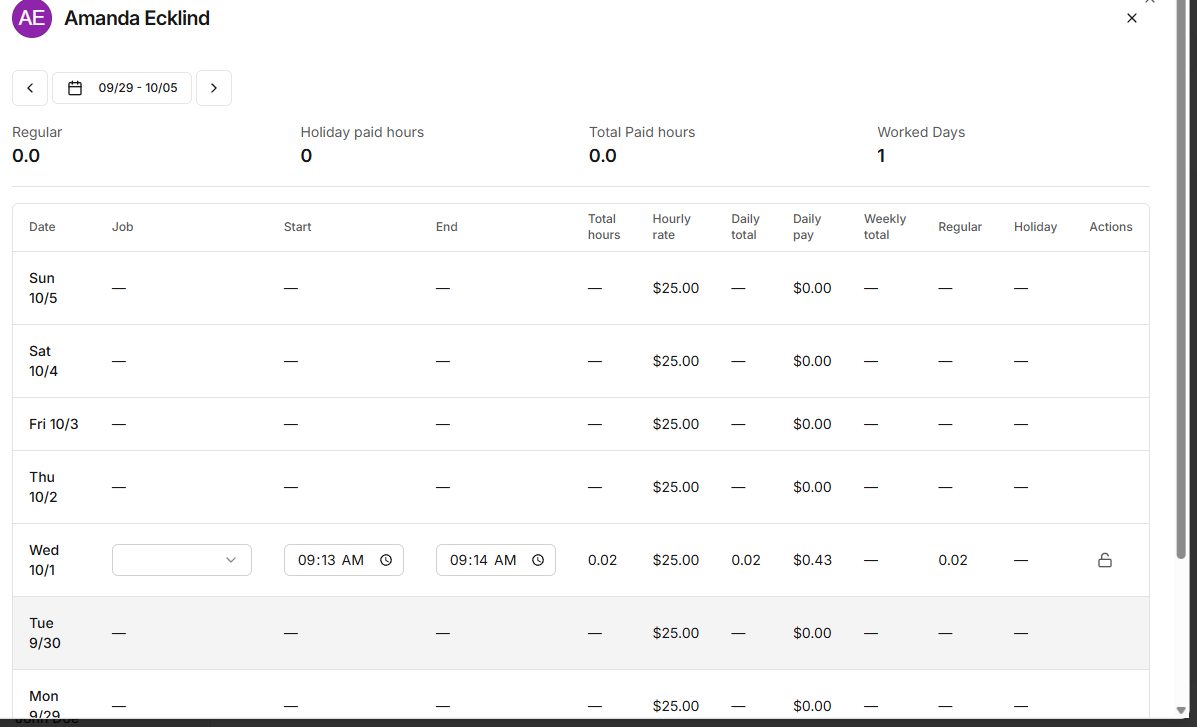 AE Amanda Ecklind
09/29 - 10/05
Regular Holiday paid hours Total Paid hours Worked Days
0.0 0 0.0 1
Date Job Start End Total hours Hourly rate Daily total Daily pay Weekly total Regular Holiday Actions
Sun 10/5 — — — — $25.00 — $0.00 — — —
Sat 10/4 — — — — $25.00 — $0.00 — — —
Fri 10/3 — — — — $25.00 — $0.00 — — —
Thu 10/2 — — — — $25.00 — $0.00 — — —
Wed 10/1 09:13 AM 09:14 AM 0.02 $25.00 0.02 $0.43 — 0.02 —
Tue 9/30 — — — — $25.00 — $0.00 — — —
Mon 9/29 — — — — $25.00 — $0.00 — — —
John Doe